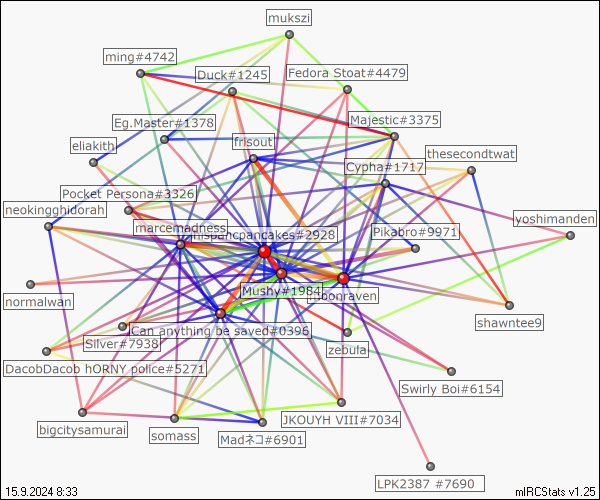 mukszi
ming#4742
Duck#1245
Fedora Stoat#4479
Eg.Master#1378
Majestic#3375
frisout
eliakith
thesecondtwat
Cypha#1717
Pocket Persona#3326
neokingghidorah
yoshimanden
marcemadness
hispancpancakes#2928
Pikabro#9971
Mushy#1984
normalwan
shawntee9
Can anything be saved#0396
Silver#7938
zebula
DacobDacob hORNY police#5271
Swirly Boi#6154
JKOUYH VIII#7034
bigcitysamurai
somass
Madネコ#6901
LPK2387 #7690
15.9.2024 8:33
mIRCStats v1.25